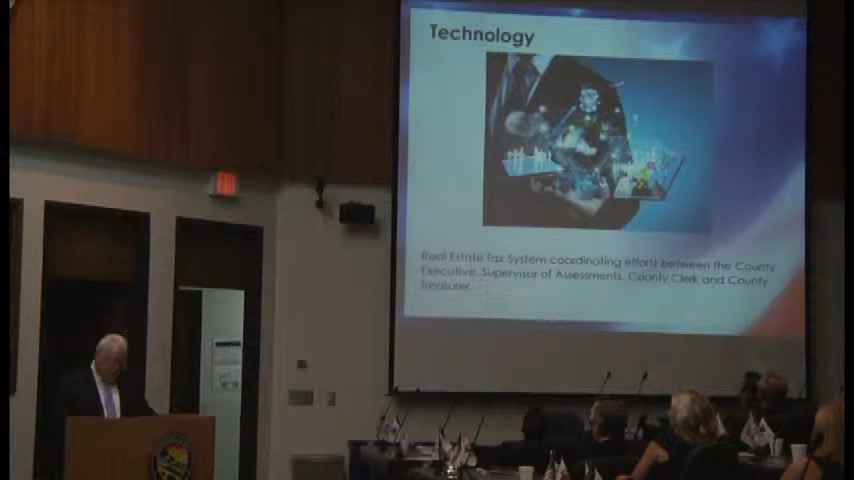 Technology
EXIT
Real Estate Tax System coordinating efforts between the County
Executive, Supervisor of Assessments, County Clerk and County
Treasurer